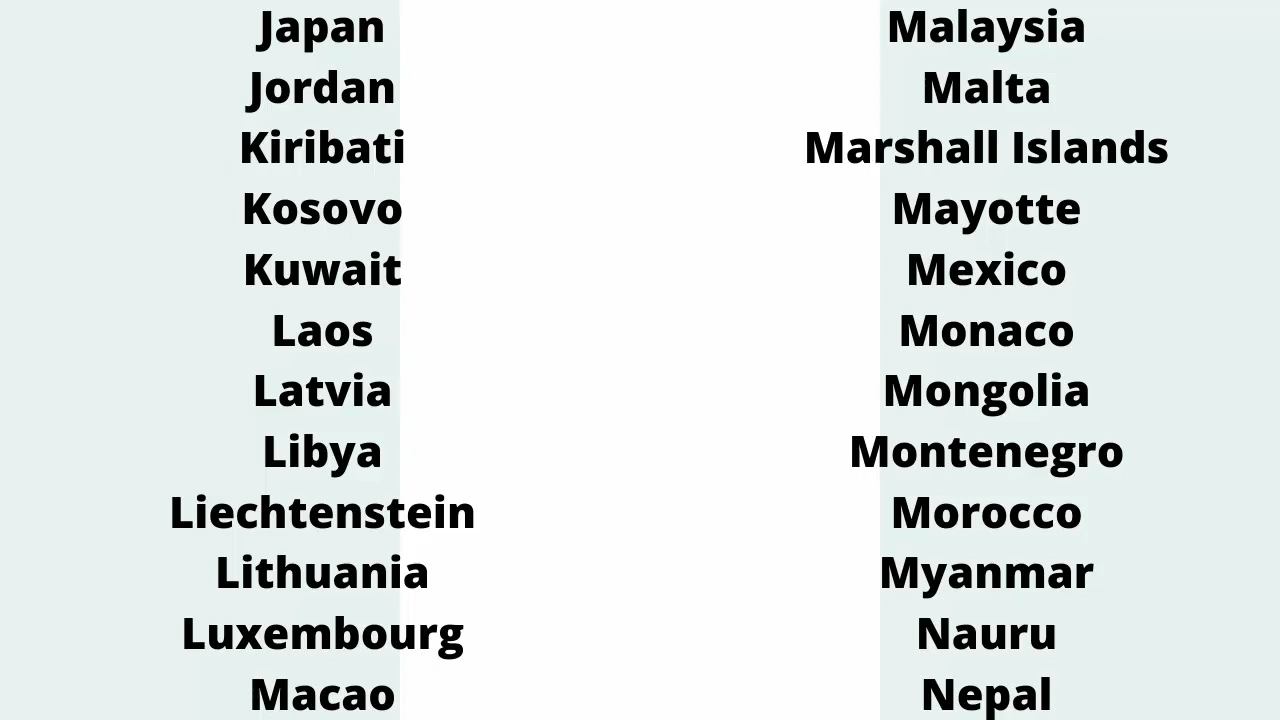 Japan
Jordan
Kiribati
Kosovo
Kuwait
Laos
Latvia
Libya
Liechtenstein
Lithuania
Luxembourg
Macao
Malaysia
Malta
Marshall Islands
Mayotte
Mexico
Monaco
Mongolia
Montenegro
Morocco
Myanmar
Nauru
Nepal